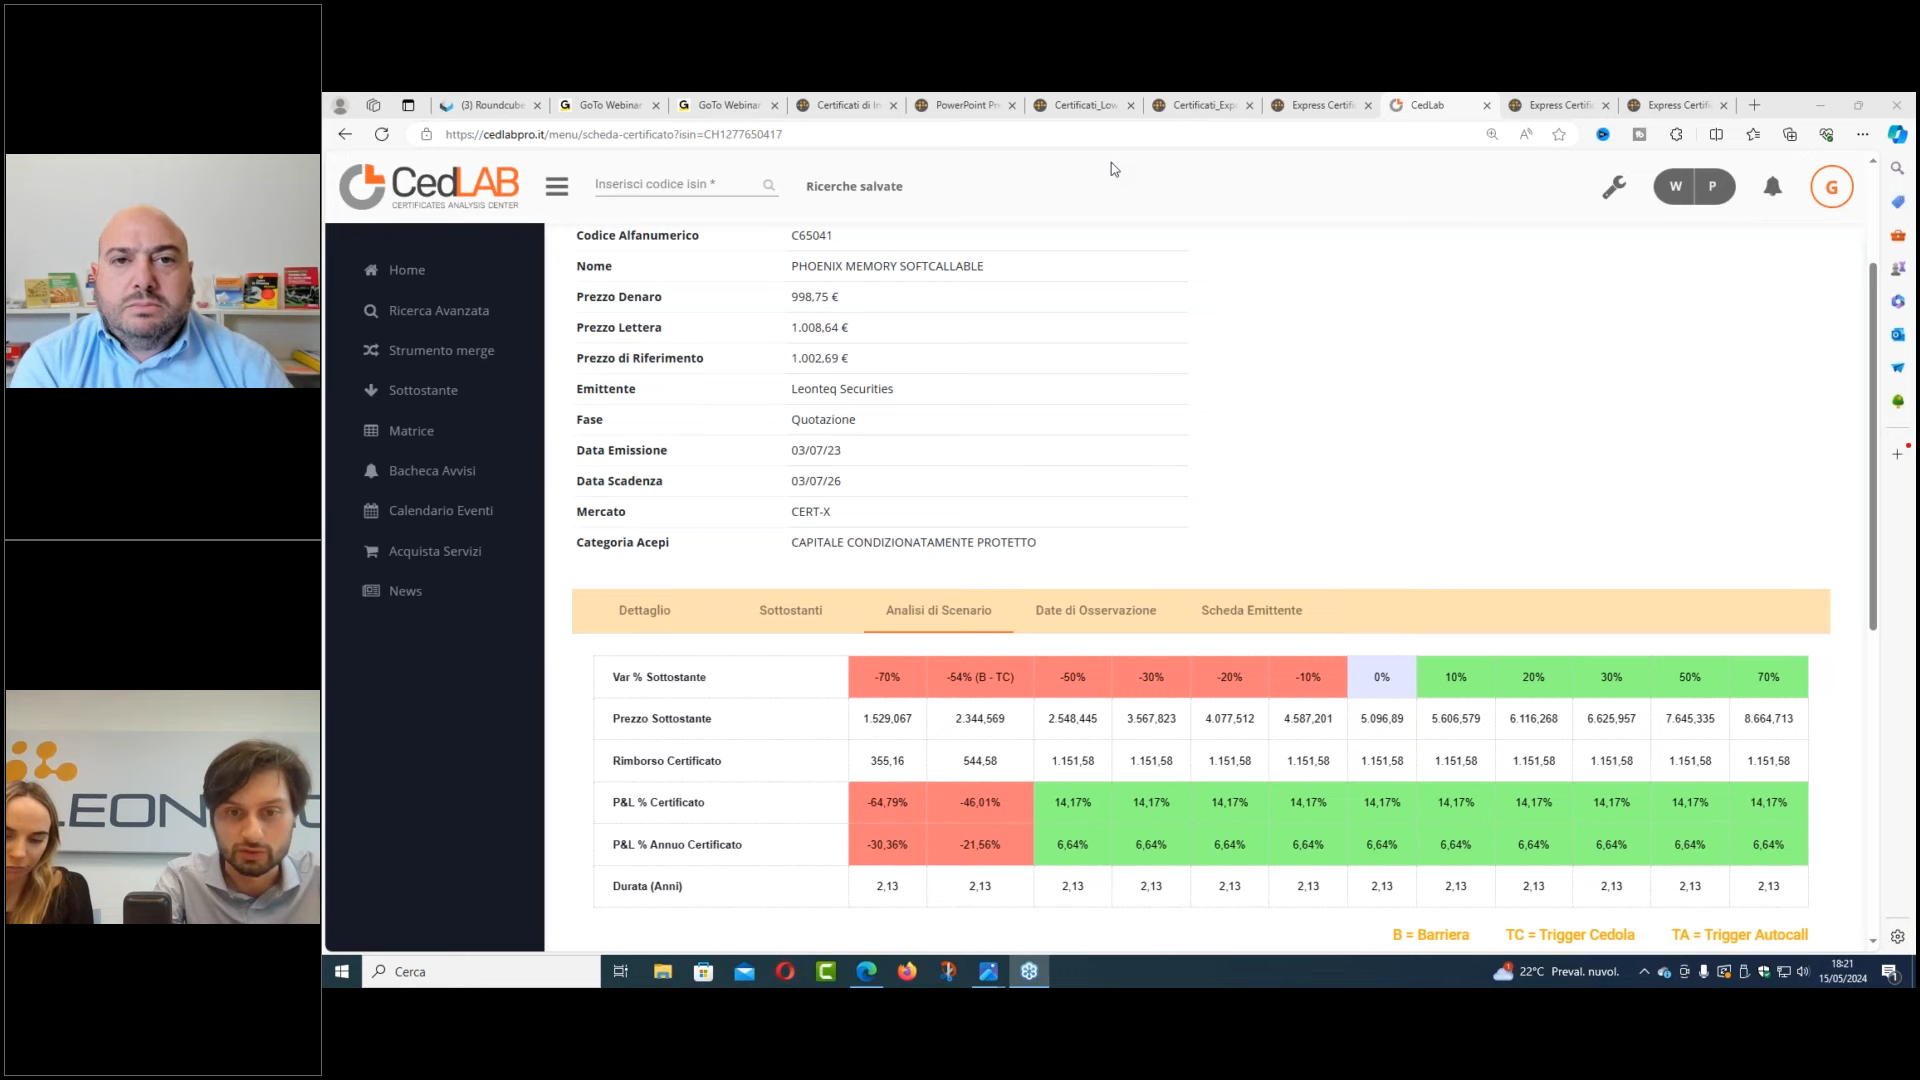 (3) Roundcube
GoTo Webinar
GoTo Webinar
Certificati di In
PowerPoint Pr
Certificati_Low
Certificati_Exp
Express Certifi
CedLab
Express Certifi
Express Certifi
https://cedlabpro.it/menu/scheda-certificato?isin=CH1277650417
CedLAB
CERTIFICATES ANALYSIS CENTER
Inserisci codice isin *
Ricerche salvate
W P
G
Home
Ricerca Avanzata
Strumento merge
Sottostante
Matrice
Bacheca Avvisi
Calendario Eventi
Acquista Servizi
News
Codice Alfanumerico C65041
Nome PHOENIX MEMORY SOFTCALLABLE
Prezzo Denaro 998,75 €
Prezzo Lettera 1.008,64 €
Prezzo di Riferimento 1.002,69 €
Emittente Leonteq Securities
Fase Quotazione
Data Emissione 03/07/23
Data Scadenza 03/07/26
Mercato CERT-X
Categoria Acepi CAPITALE CONDIZIONATAMENTE PROTETTO
Dettaglio Sottostanti Analisi di Scenario Date di Osservazione Scheda Emittente
Var % Sottostante -70% -54% (B - TC) -50% -30% -20% -10% 0% 10% 20% 30% 50% 70%
Prezzo Sottostante 1.529,067 2.344,569 2.548,445 3.567,823 4.077,512 4.587,201 5.096,89 5.606,579 6.116,268 6.625,957 7.645,335 8.664,713
Rimborso Certificato 355,16 544,58 1.151,58 1.151,58 1.151,58 1.151,58 1.151,58 1.151,58 1.151,58 1.151,58 1.151,58 1.151,58
P&L % Certificato -64,79% -46,01% 14,17% 14,17% 14,17% 14,17% 14,17% 14,17% 14,17% 14,17% 14,17% 14,17%
P&L % Annuo Certificato -30,36% -21,56% 6,64% 6,64% 6,64% 6,64% 6,64% 6,64% 6,64% 6,64% 6,64% 6,64%
Durata (Anni) 2,13 2,13 2,13 2,13 2,13 2,13 2,13 2,13 2,13 2,13 2,13 2,13
B = Barriera TC = Trigger Cedola TA = Trigger Autocall
Cerca
22°C Preval. nuvol.
18:21
15/05/2024
LEON